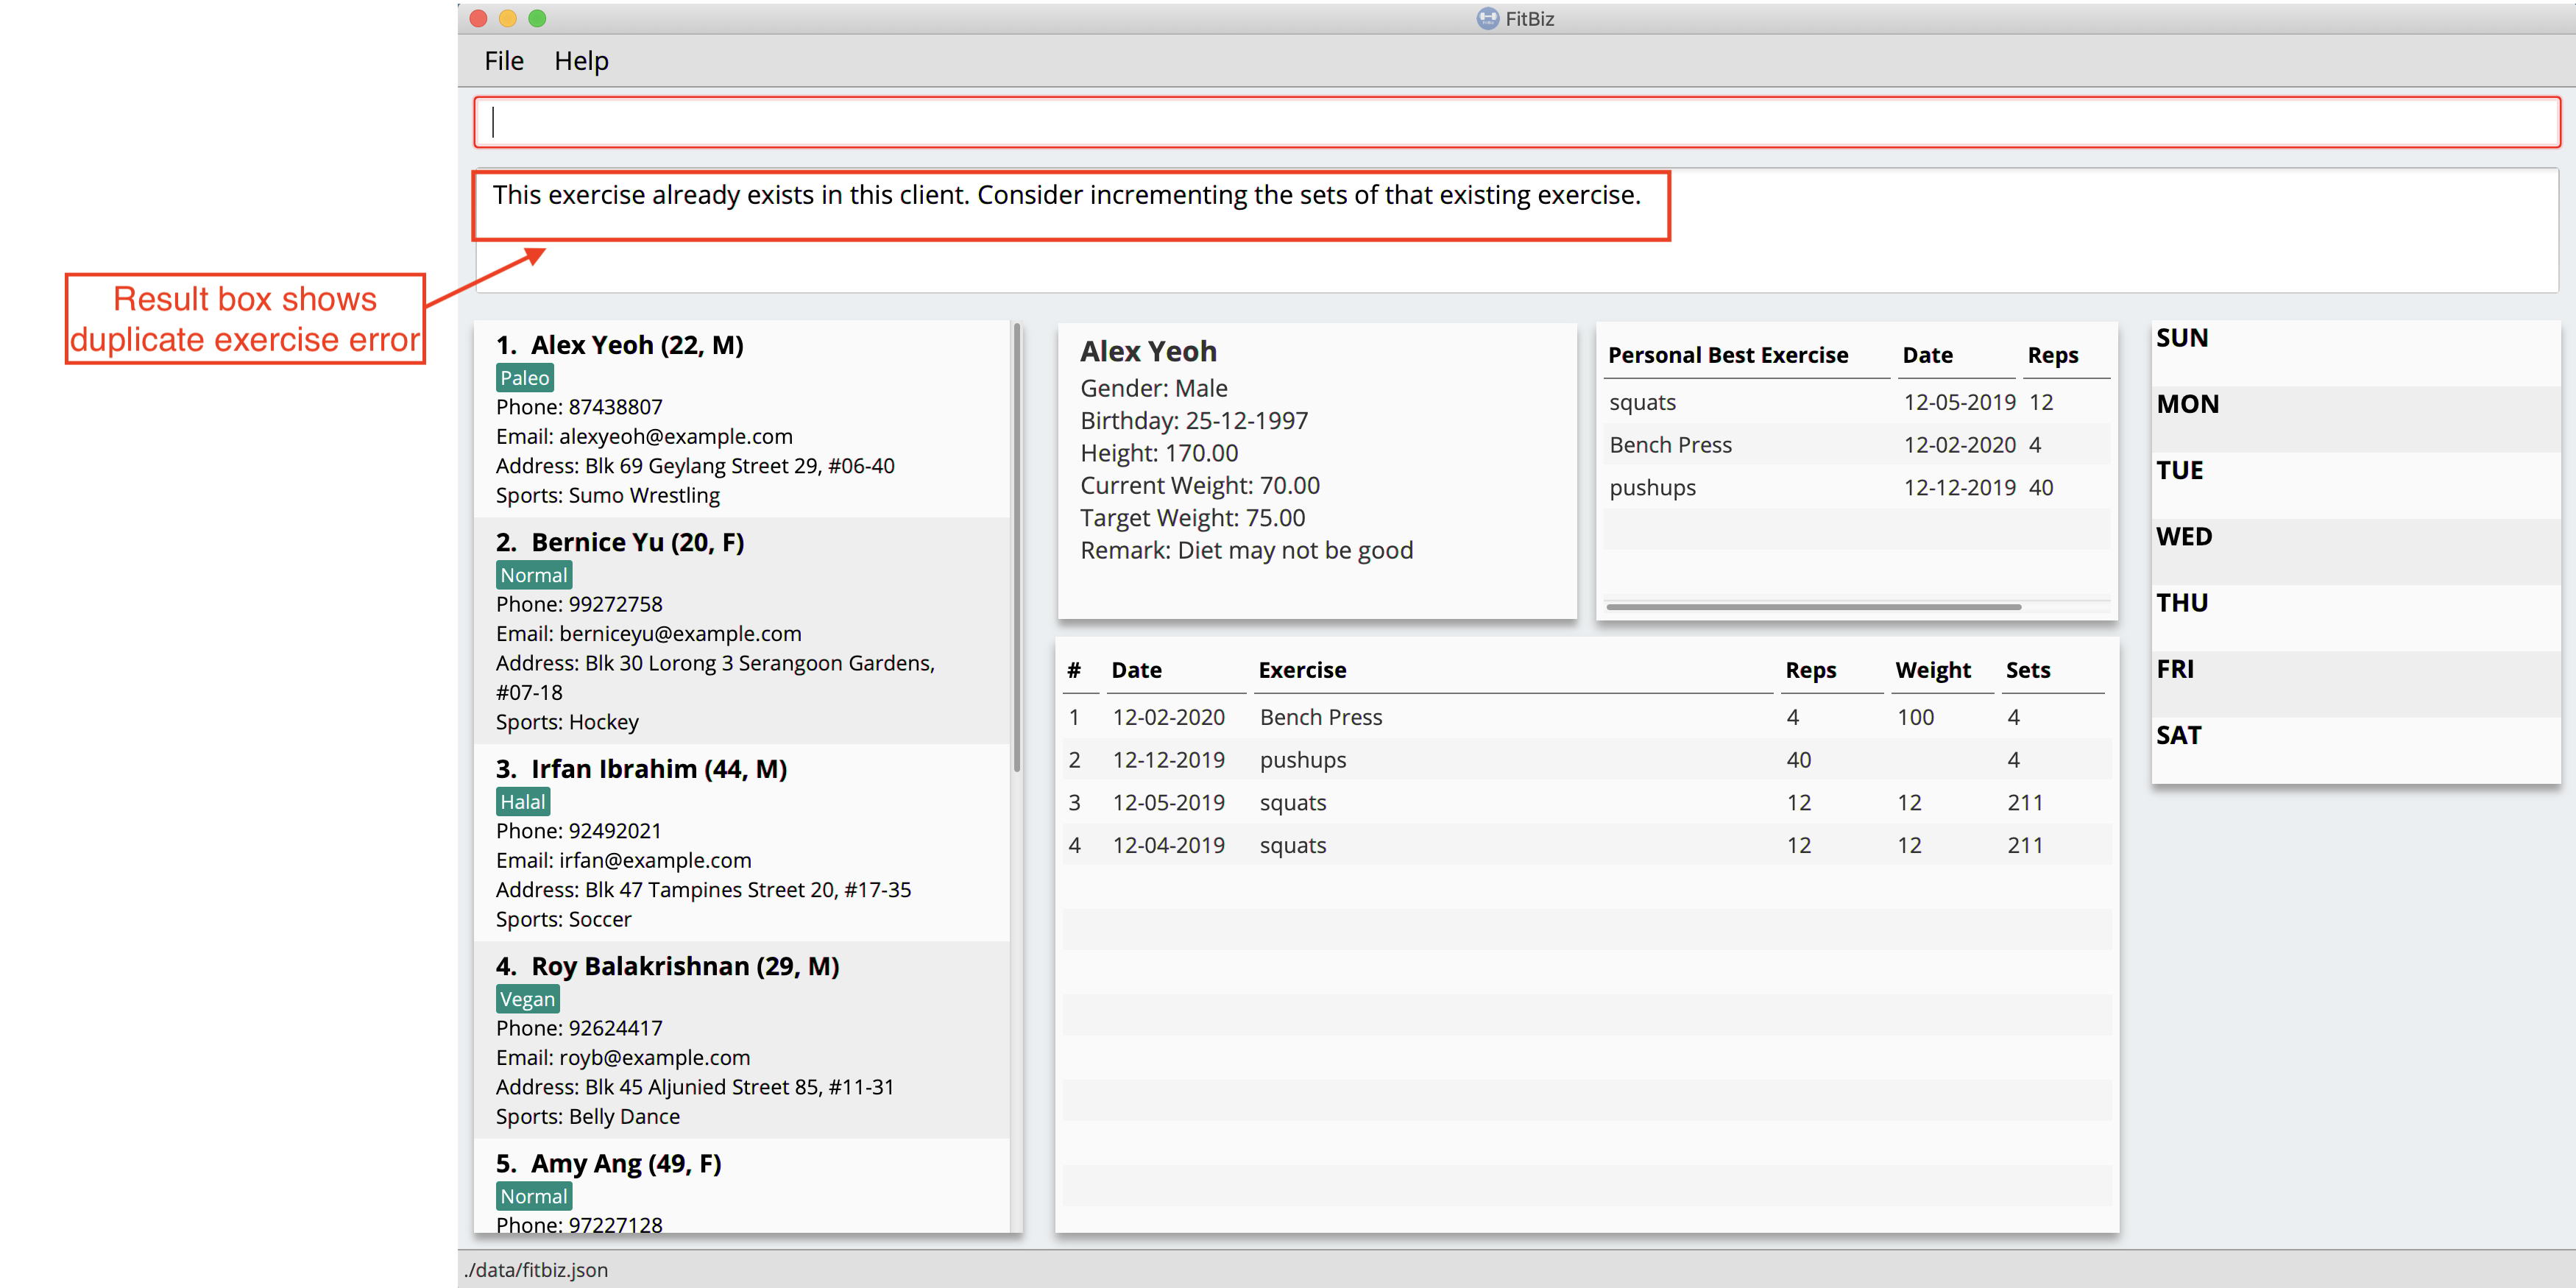 FitBiz
File Help
This exercise already exists in this client. Consider incrementing the sets of that existing exercise.
Result box shows
duplicate exercise error
1. Alex Yeoh (22, M)
Paleo
Phone: 87438807
Email: alexyeoh@example.com
Address: Blk 69 Geylang Street 29, #06-40
Sports: Sumo Wrestling
2. Bernice Yu (20, F)
Normal
Phone: 99272758
Email: berniceyu@example.com
Address: Blk 30 Lorong 3 Serangoon Gardens,
#07-18
Sports: Hockey
3. Irfan Ibrahim (44, M)
Halal
Phone: 92492021
Email: irfan@example.com
Address: Blk 47 Tampines Street 20, #17-35
Sports: Soccer
4. Roy Balakrishnan (29, M)
Vegan
Phone: 92624417
Email: royb@example.com
Address: Blk 45 Aljunied Street 85, #11-31
Sports: Belly Dance
5. Amy Ang (49, F)
Normal
Phone: 97227128
Alex Yeoh
Gender: Male
Birthday: 25-12-1997
Height: 170.00
Current Weight: 70.00
Target Weight: 75.00
Remark: Diet may not be good
Personal Best Exercise Date Reps
squats 12-05-2019 12
Bench Press 12-02-2020 4
pushups 12-12-2019 40
# Date Exercise Reps Weight Sets
1 12-02-2020 Bench Press 4 100 4
2 12-12-2019 pushups 40 4
3 12-05-2019 squats 12 12 211
4 12-04-2019 squats 12 12 211
SUN
MON
TUE
WED
THU
FRI
SAT
./data/fitbiz.json